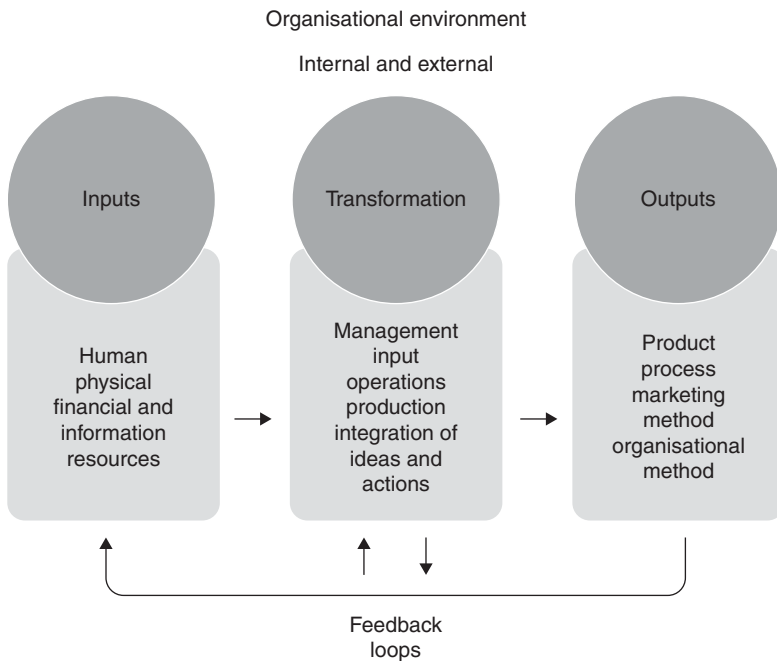 Organisational environment
Internal and external
Inputs
Transformation
Outputs
Human
physical
financial and
information
resources
Management
input
operations
production
integration of
ideas and
actions
Product
process
marketing
method
organisational
method
Feedback
loops